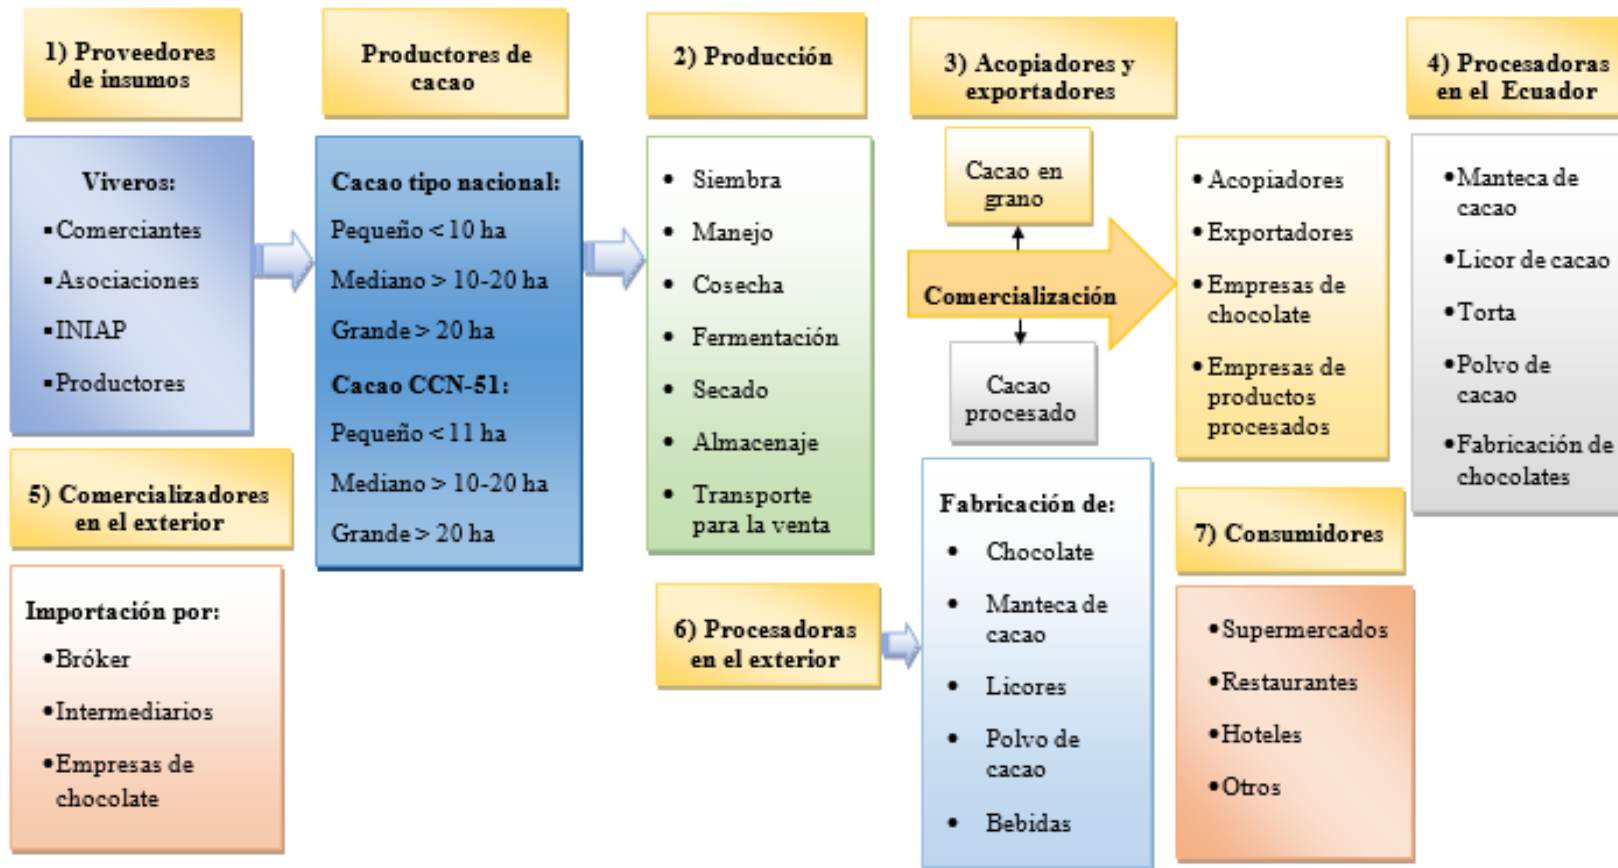 1) Proveedores
de insumos
Viveros:
▪Comerciantes
▪Asociaciones
▪INIAP
▪Productores
Productores de
cacao
Cacao tipo nacional:
Pequeño < 10 ha
Mediano > 10-20 ha
Grande > 20 ha
Cacao CCN-51:
Pequeño < 11 ha
Mediano > 10-20 ha
Grande > 20 ha
2) Producción
• Siembra
• Manejo
• Cosecha
• Fermentación
• Secado
• Almacenaje
• Transporte
para la venta
3) Acopiadores y
exportadores
Cacao en
grano
Comercialización
Cacao
procesado
• Acopiadores
• Exportadores
• Empresas de
chocolate
• Empresas de
productos
procesados
4) Procesadoras
en el Ecuador
•Manteca de
cacao
•Licor de cacao
•Torta
•Polvo de
cacao
•Fabricación de
chocolates
5) Comercializadores
en el exterior
Importación por:
•Bróker
•Intermediarios
•Empresas de
chocolate
6) Procesadoras
en el exterior
Fabricación de:
• Chocolate
• Manteca de
cacao
• Licores
• Polvo de
cacao
• Bebidas
7) Consumidores
•Supermercados
•Restaurantes
•Hoteles
•Otros